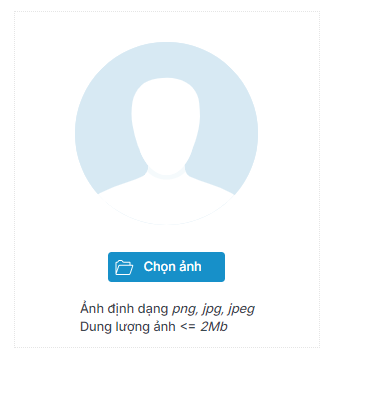 Chọn ảnh
Ảnh định dạng png, jpg, jpeg
Dung lượng ảnh <= 2Mb